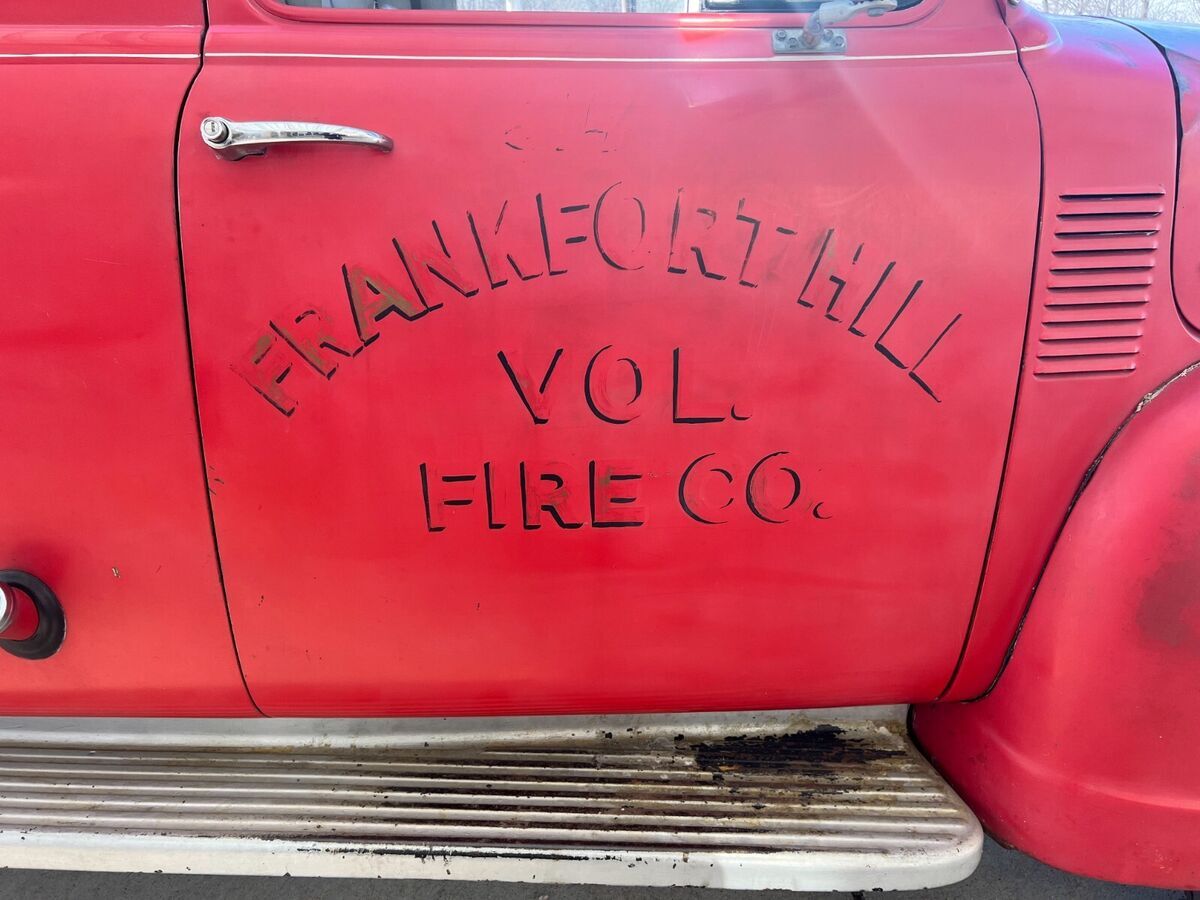 FRANKFORT HILL
VOL.
FIRE CO.